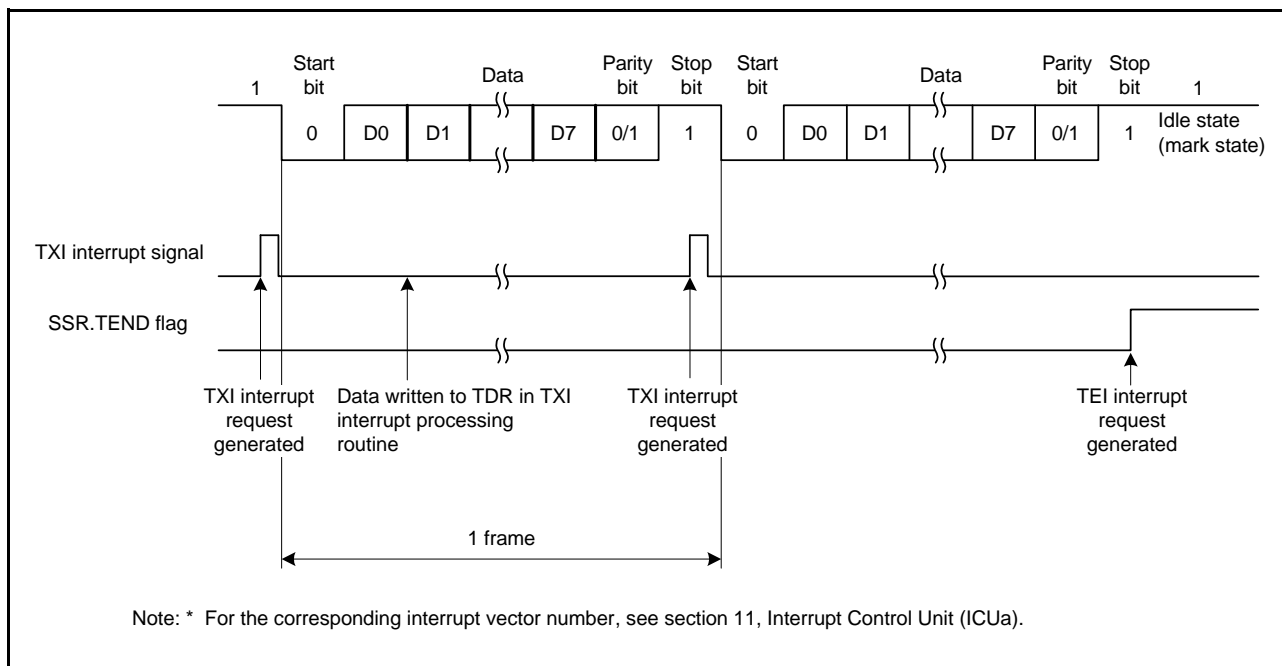 Start bit
Data
Parity bit
Stop bit
Start bit
Data
Parity bit
Stop bit
1
1
0
D0
D1
D7
0/1
1
0
D0
D1
D7
0/1
1
Idle state
(mark state)
TXI interrupt signal
SSR.TEND flag
TXI interrupt
request
generated
Data written to TDR in TXI
interrupt processing
routine
TXI interrupt
request
generated
TEI interrupt
request
generated
1 frame
Note: * For the corresponding interrupt vector number, see section 11, Interrupt Control Unit (ICUa).